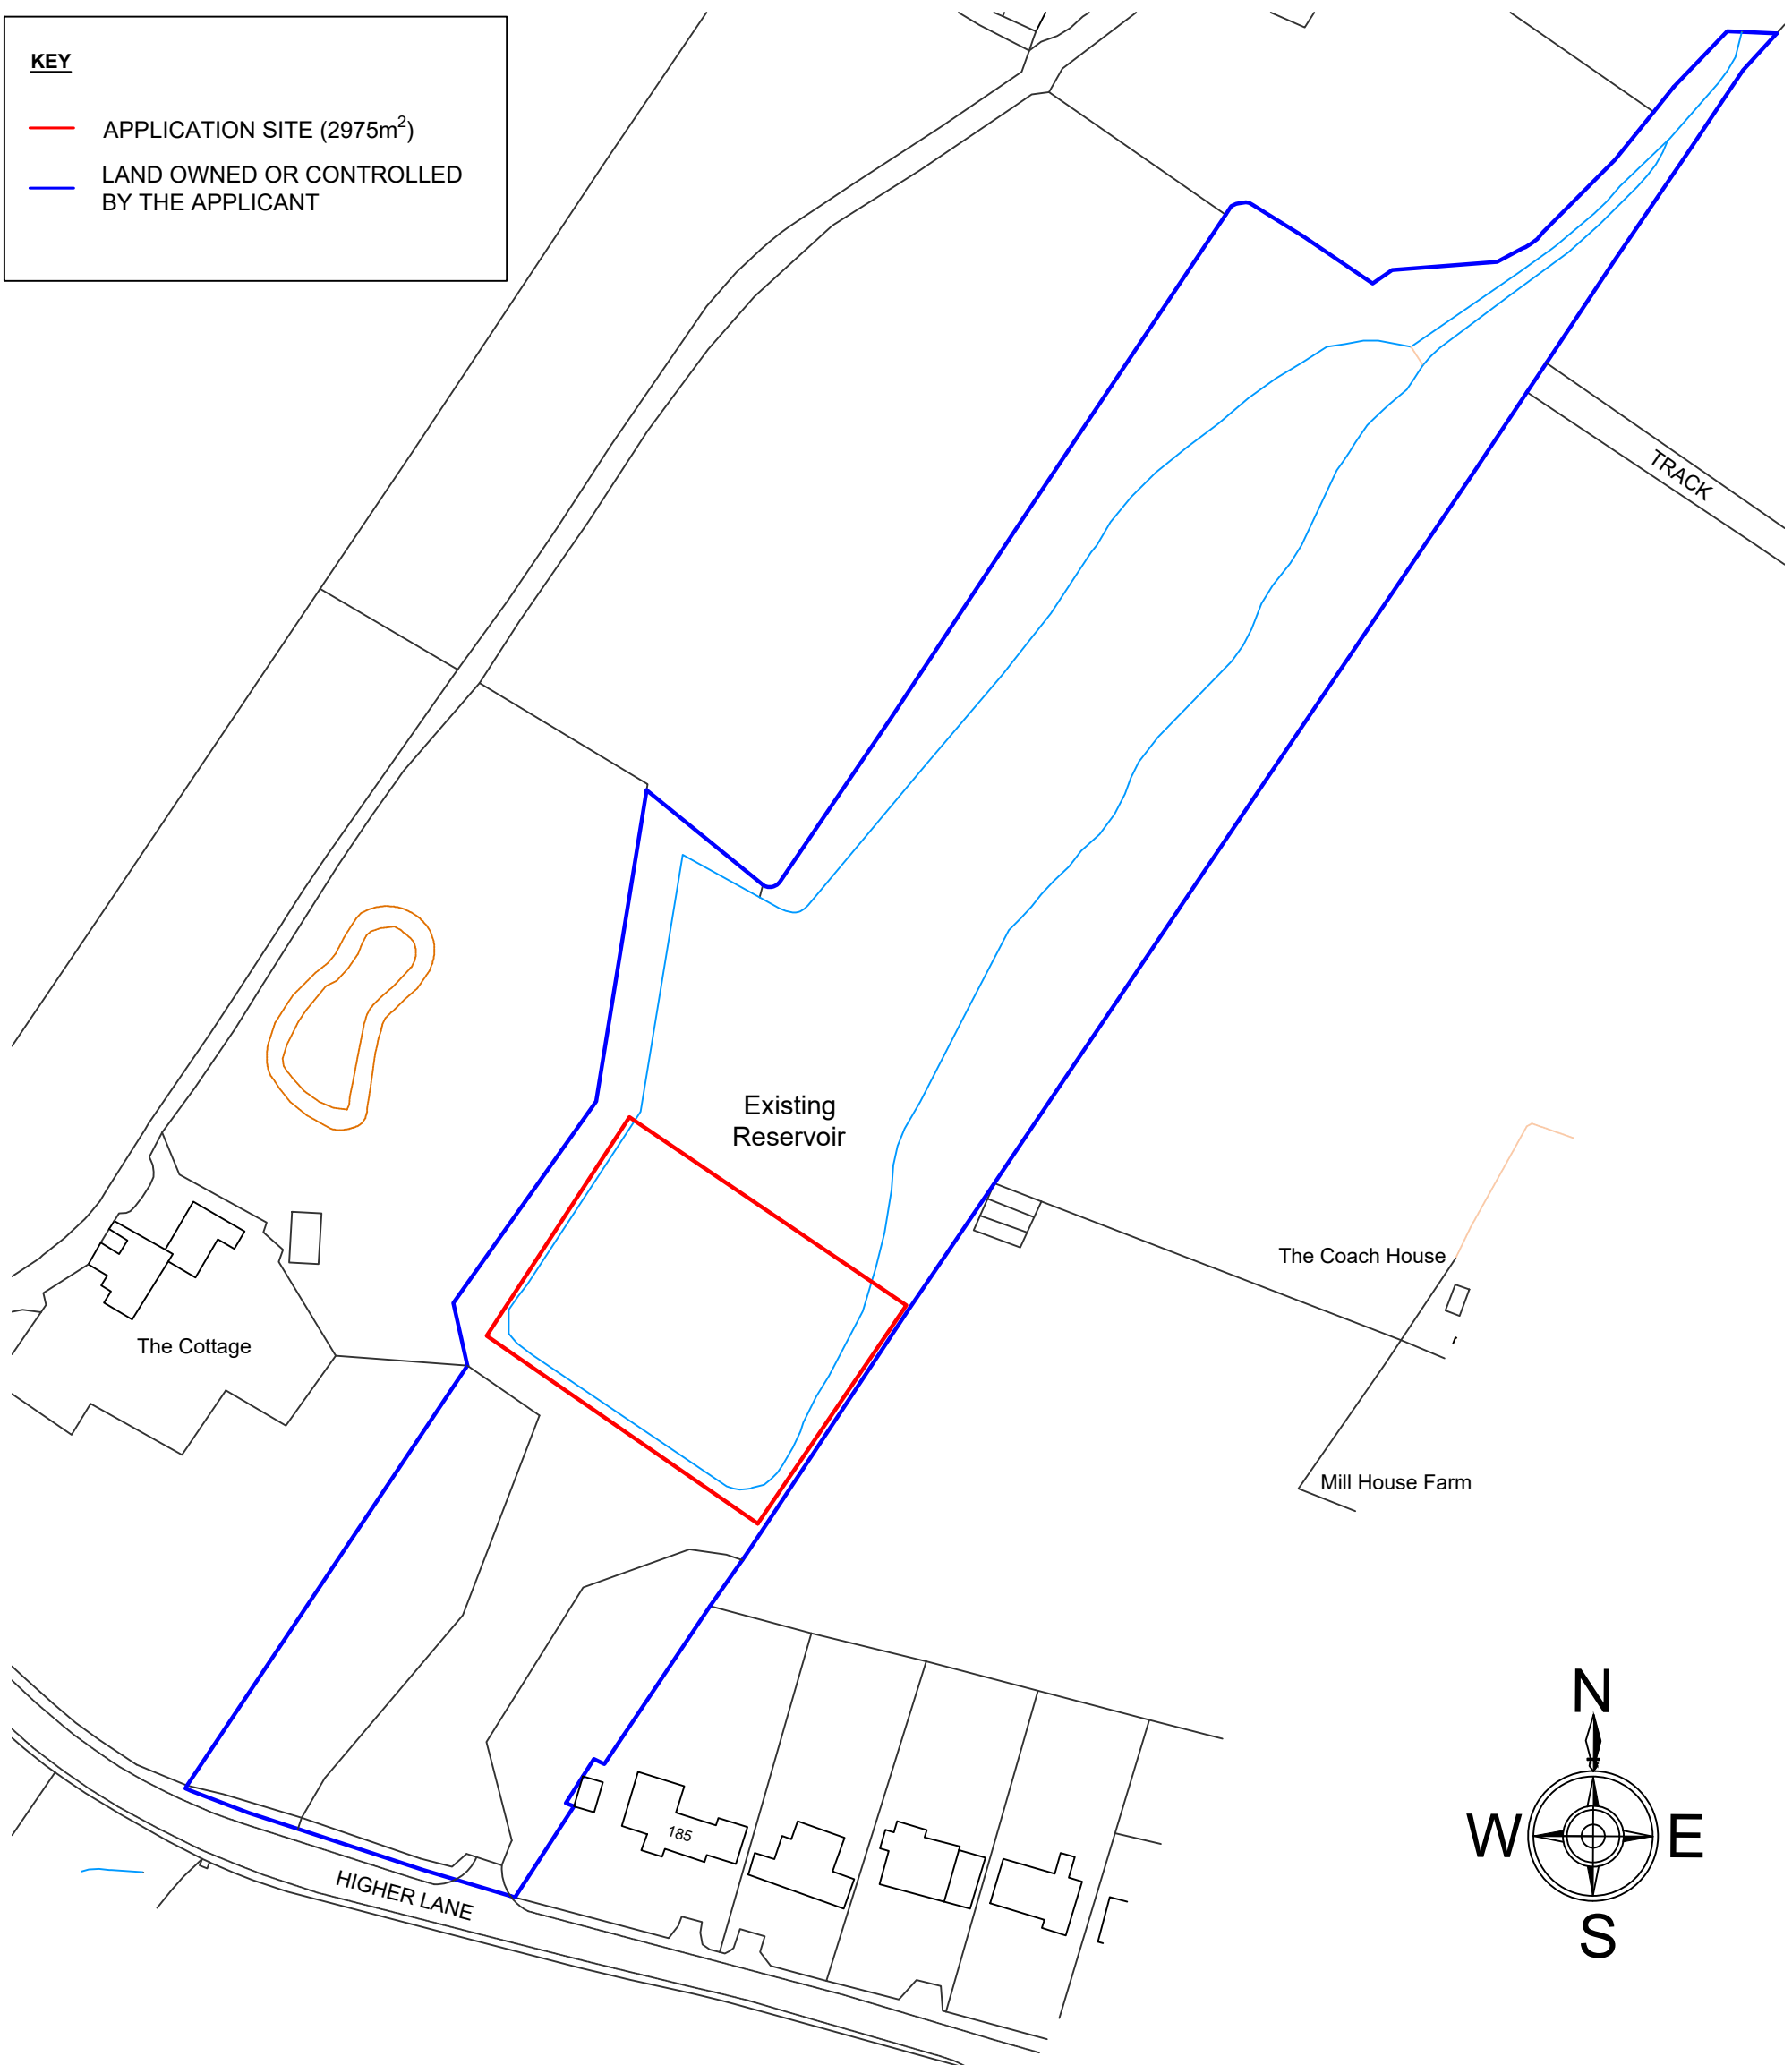 KEY
APPLICATION SITE (2975m²)
LAND OWNED OR CONTROLLED
BY THE APPLICANT
TRACK
Existing
Reservoir
The Coach House
The Cottage
Mill House Farm
185
HIGHER LANE
N
W
E
S